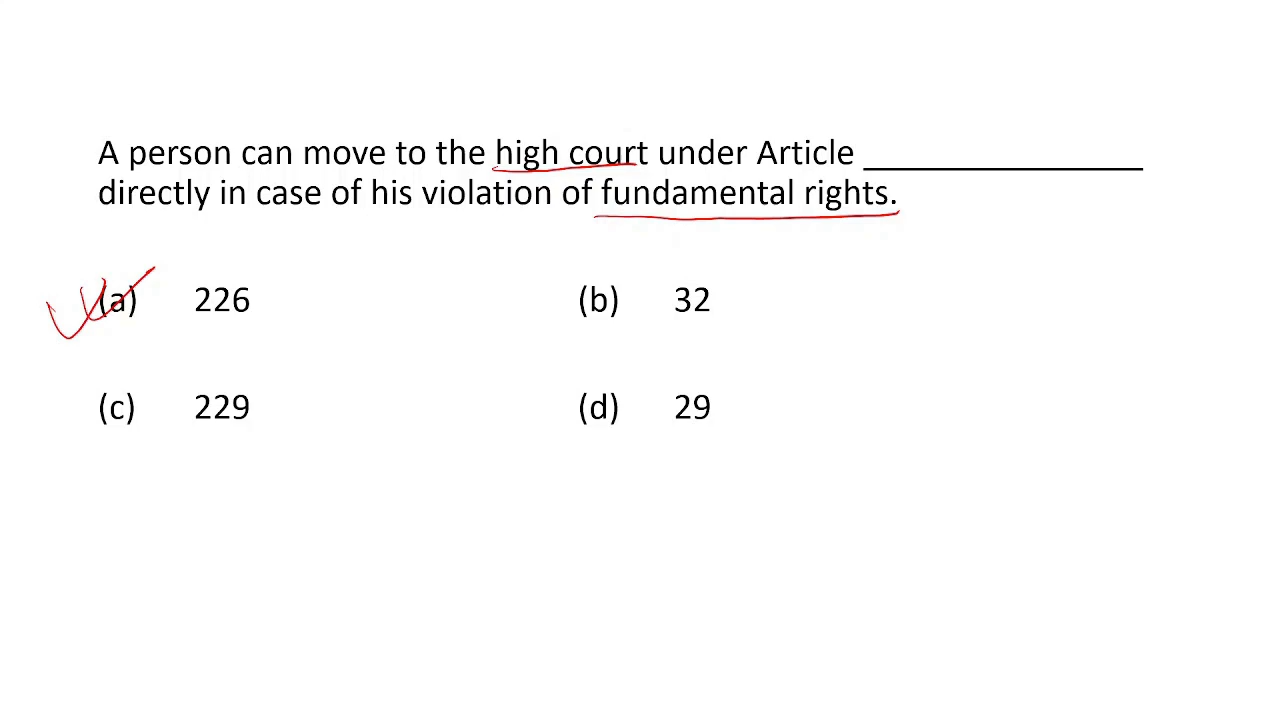 A person can move to the high court under Article ________________
directly in case of his violation of fundamental rights.
(a) 226 (b) 32
(c) 229 (d) 29